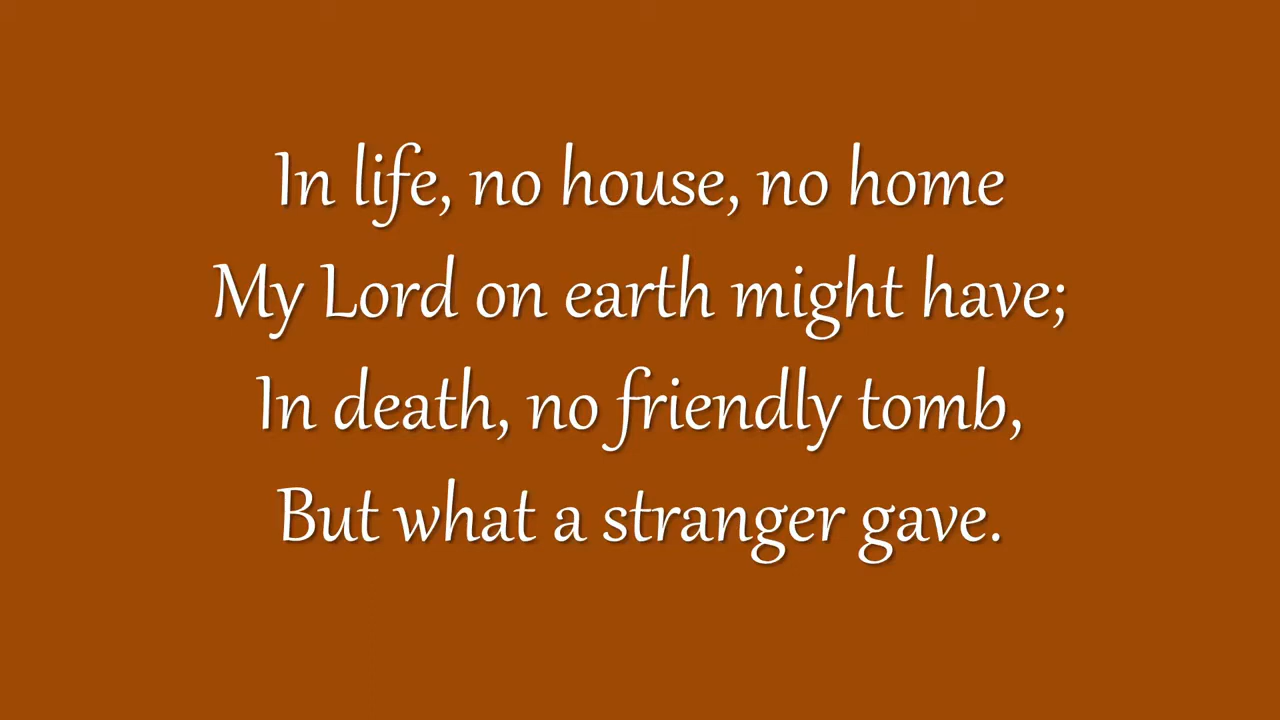 In life, no house, no home
My Lord on earth might have;
In death, no friendly tomb,
But what a stranger gave.